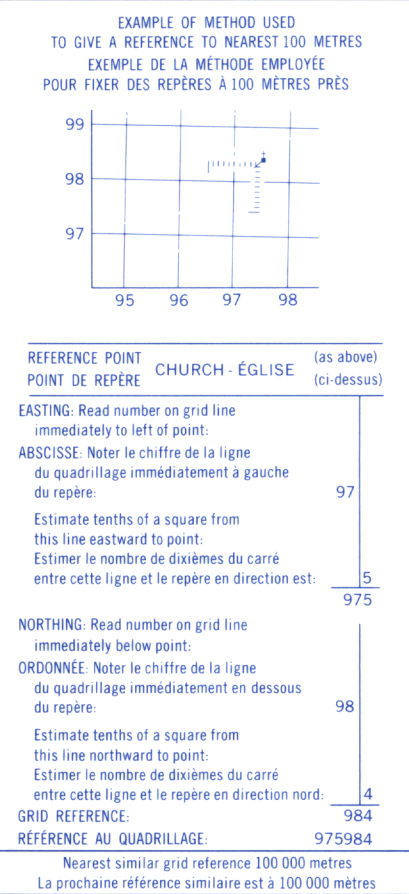 EXAMPLE OF METHOD USED
TO GIVE A REFERENCE TO NEAREST 100 METRES
EXEMPLE DE LA MÉTHODE EMPLOYÉE
POUR FIXER DES REPÈRES À 100 MÈTRES PRÈS
99
98
97
95 96 97 98
REFERENCE POINT
POINT DE REPÈRE
CHURCH - ÉGLISE
(as above)
(ci-dessus)
EASTING: Read number on grid line
immediately to left of point:
ABSCISSE: Noter le chiffre de la ligne
du quadrillage immédiatement à gauche
du repère: 97
Estimate tenths of a square from
this line eastward to point:
Estimer le nombre de dixièmes du carré
entre cette ligne et le repère en direction est: 5
975
NORTHING: Read number on grid line
immediately below point:
ORDONNÉE: Noter le chiffre de la ligne
du quadrillage immédiatement en dessous
du repère: 98
Estimate tenths of a square from
this line northward to point:
Estimer le nombre de dixièmes du carré
entre cette ligne et le repère en direction nord: 4
GRID REFERENCE: 984
RÉFÉRENCE AU QUADRILLAGE: 975984
Nearest similar grid reference 100 000 metres
La prochaine référence similaire est à 100 000 mètres